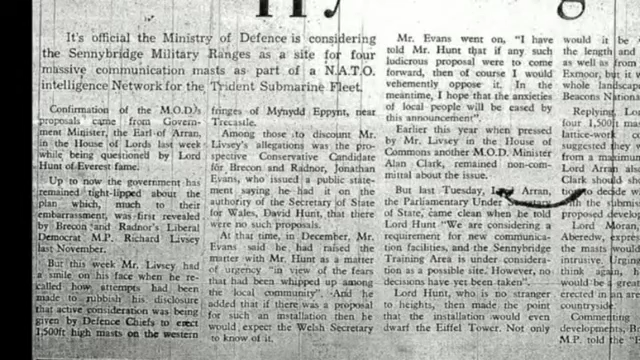 It's official the Ministry of Defence is considering
the Sennybridge Military Ranges as a site for four
massive communication masts as part of a N.A.T.O.
intelligence Network for the Trident Submarine Fleet.
Confirmation of the M.O.D.'s
proposals came from Govern-
ment Minister, the Earl of Arran,
in the House of Lords last week
while being questioned by Lord
Hunt of Everest fame.
Up to now the government has
remained tight-lipped about the
plan which, much to their
embarrassment, was first revealed
by Brecon and Radnor's Liberal
Democrat M.P. Richard Livsey
last November.
But this week Mr. Livsey had
a smile on his face when he re-
called how attempts had been
made to rubbish his disclosure
that active consideration was being
given by Defence Chiefs to erect
1,500ft high masts on the western
fringes of Mynydd Eppynt, near
Trecastle.
Among those to discount Mr.
Livsey's allegations was the pro-
spective Conservative Candidate
for Brecon and Radnor, Jonathan
Evans, who issued a public state-
ment saying he had it on the
authority of the Secretary of State
for Wales, David Hunt, that there
were no such proposals.
At that time, in December, Mr.
Evans said he had raised the
matter with Mr. Hunt as a matter
of urgency "in view of the fears
that had been whipped up among
the local community". And he
added that if there was a proposal
for such an installation then he
would expect the Welsh Secretary
to know of it.
Mr. Evans went on, "I have
told Mr. Hunt that if any such
ludicrous proposal were to come
forward, then of course I would
vehemently oppose it. In the
meantime, I hope that the anxieties
of local people will be eased by
this announcement".
Earlier this year when pressed
by Mr. Livsey in the House of
Commons another M.O.D. Minister
Alan Clark, remained non-com-
mittal about the issue.
But last Tuesday, Arran,
the Parliamentary Under
of State, came clean when he told
Lord Hunt "We are considering a
requirement for new communica-
tion facilities, and the Sennybridge
Training Area is under considera-
tion as a possible site. However, no
decisions have yet been taken".
Lord Hunt, who is no stranger
to heights, then made the point
that the installation would even
dwarf the Eiffel Tower. Not only
would it be
the length and
as well as from
Exmoor, but it
whole landscape
Beacons Nation
Replying, Lor
four 1,500ft mas
lattice-work
suggested they w
from a maximum
Lord Arran also
Clark should
to decide w
the submi
proposed develo
Lord Moran,
Aberedw, expres
the masts would
intrusive. Urging
think again,
would be a great
erected in an are
countryside.
Commenting
developments, B
M.P. told the "